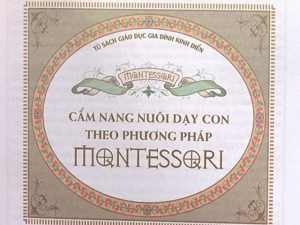 TỦ SÁCH GIÁO DỤC GIA ĐÌNH KINH ĐIỂN
MONTESSORI
CẨM NANG NUÔI DẠY CON
THEO PHƯƠNG PHÁP
MONTESSORI